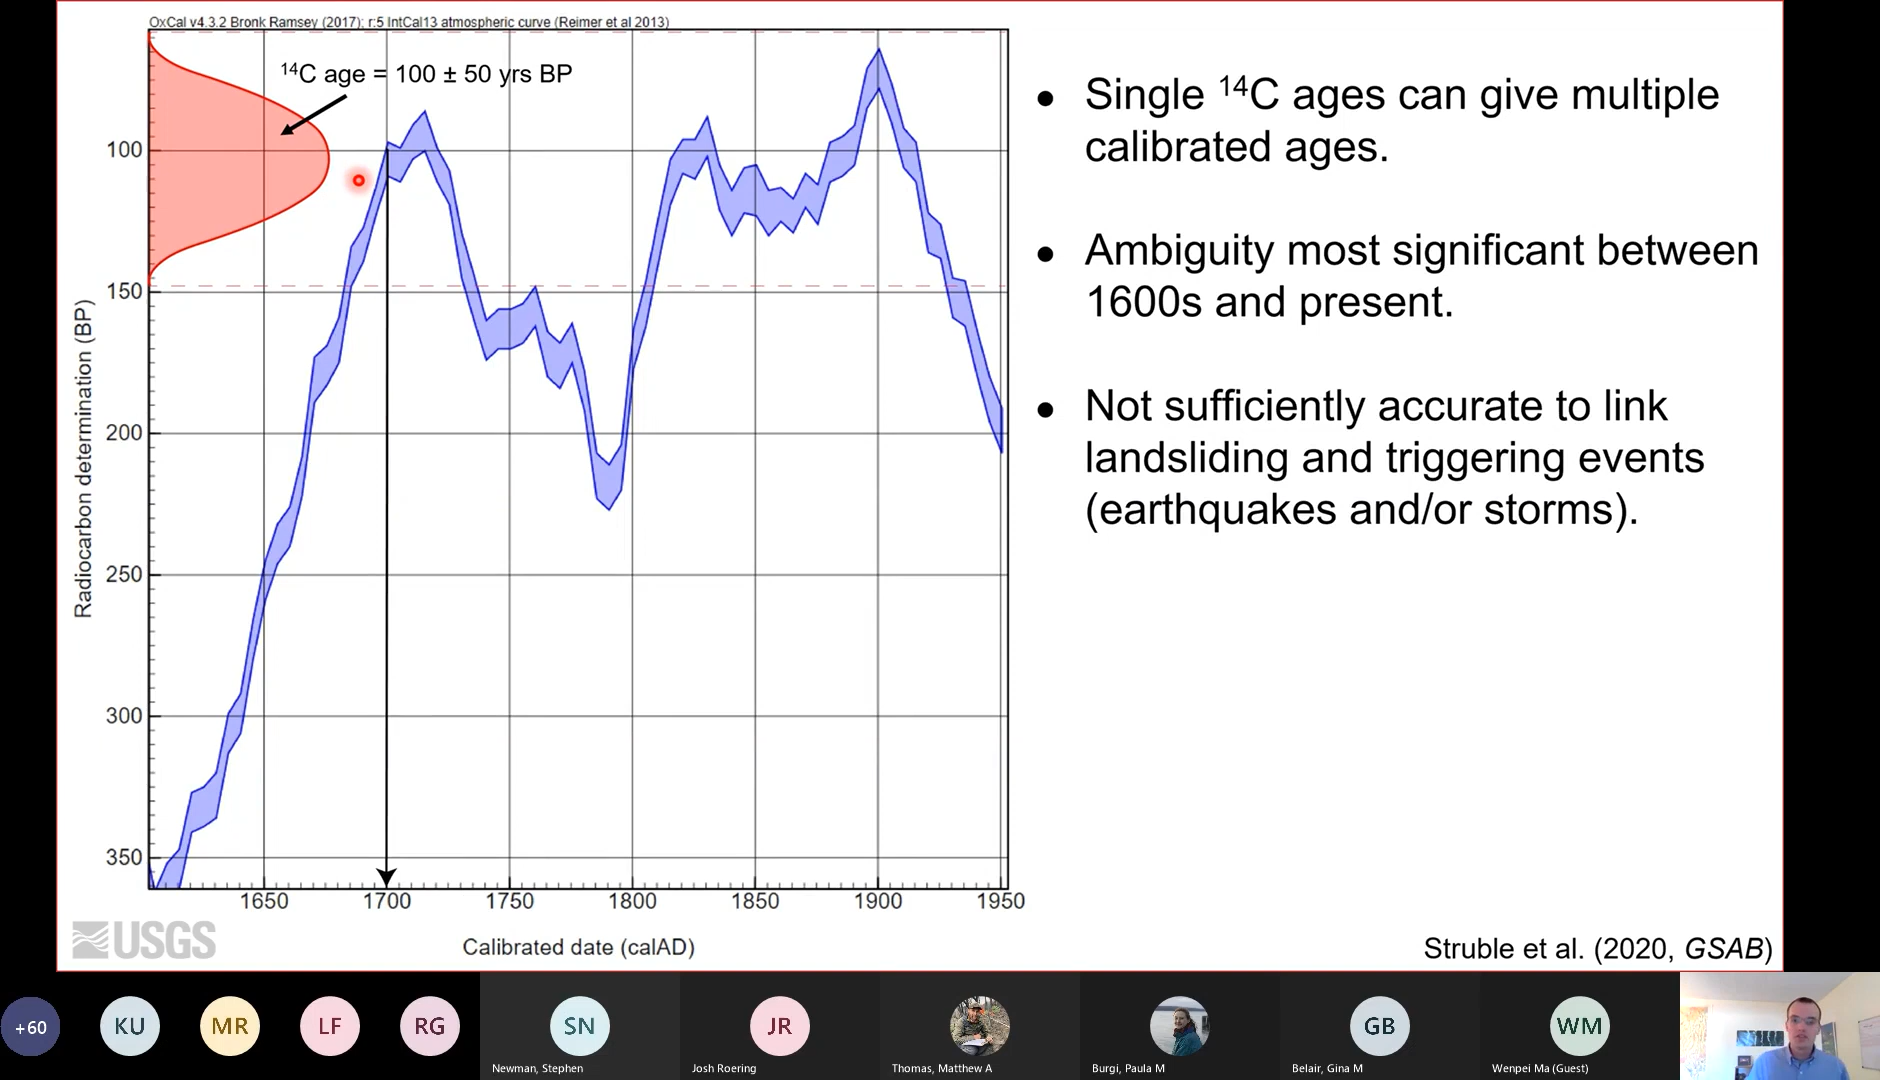 OxCal v4.3.2 Bronk Ramsey (2017); r:5 IntCal13 atmospheric curve (Reimer et al 2013)
14C age = 100 ± 50 yrs BP
Radiocarbon determination (BP)
100
150
200
250
300
350
1650
1700
1750
1800
1850
1900
1950
Calibrated date (calAD)
USGS
● Single 14C ages can give multiple
calibrated ages.
● Ambiguity most significant between
1600s and present.
● Not sufficiently accurate to link
landsliding and triggering events
(earthquakes and/or storms).
Struble et al. (2020, GSAB)
+60
KU
MR
LF
RG
SN
Newman, Stephen
JR
Josh Roering
Thomas, Matthew A
Burgi, Paula M
GB
Belair, Gina M
WM
Wenpei Ma (Guest)